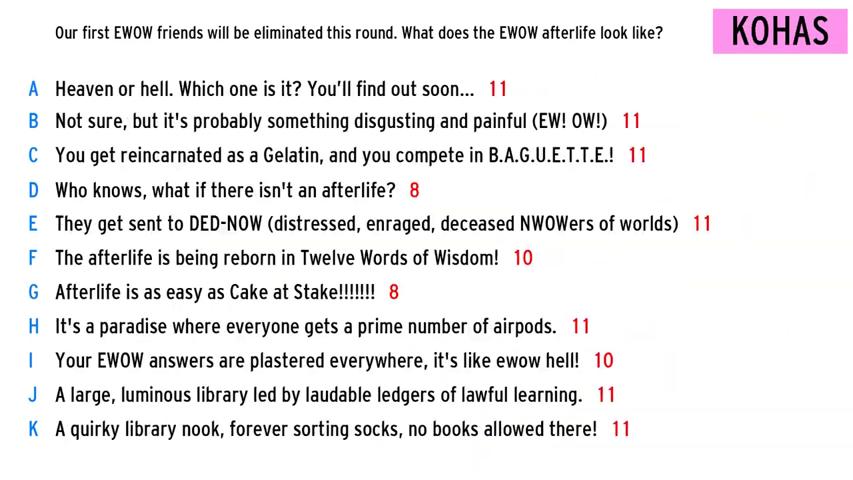 Our first EWOW friends will be eliminated this round. What does the EWOW afterlife look like?
KOHAS
A Heaven or hell. Which one is it? You'll find out soon... 11
B Not sure, but it's probably something disgusting and painful (EW! OW!) 11
C You get reincarnated as a Gelatin, and you compete in B.A.G.U.E.T.T.E.! 11
D Who knows, what if there isn't an afterlife? 8
E They get sent to DED-NOW (distressed, enraged, deceased NWOWers of worlds) 11
F The afterlife is being reborn in Twelve Words of Wisdom! 10
G Afterlife is as easy as Cake at Stake!!!!!!! 8
H It's a paradise where everyone gets a prime number of airpods. 11
I Your EWOW answers are plastered everywhere, it's like ewow hell! 10
J A large, luminous library led by laudable ledgers of lawful learning. 11
K A quirky library nook, forever sorting socks, no books allowed there! 11